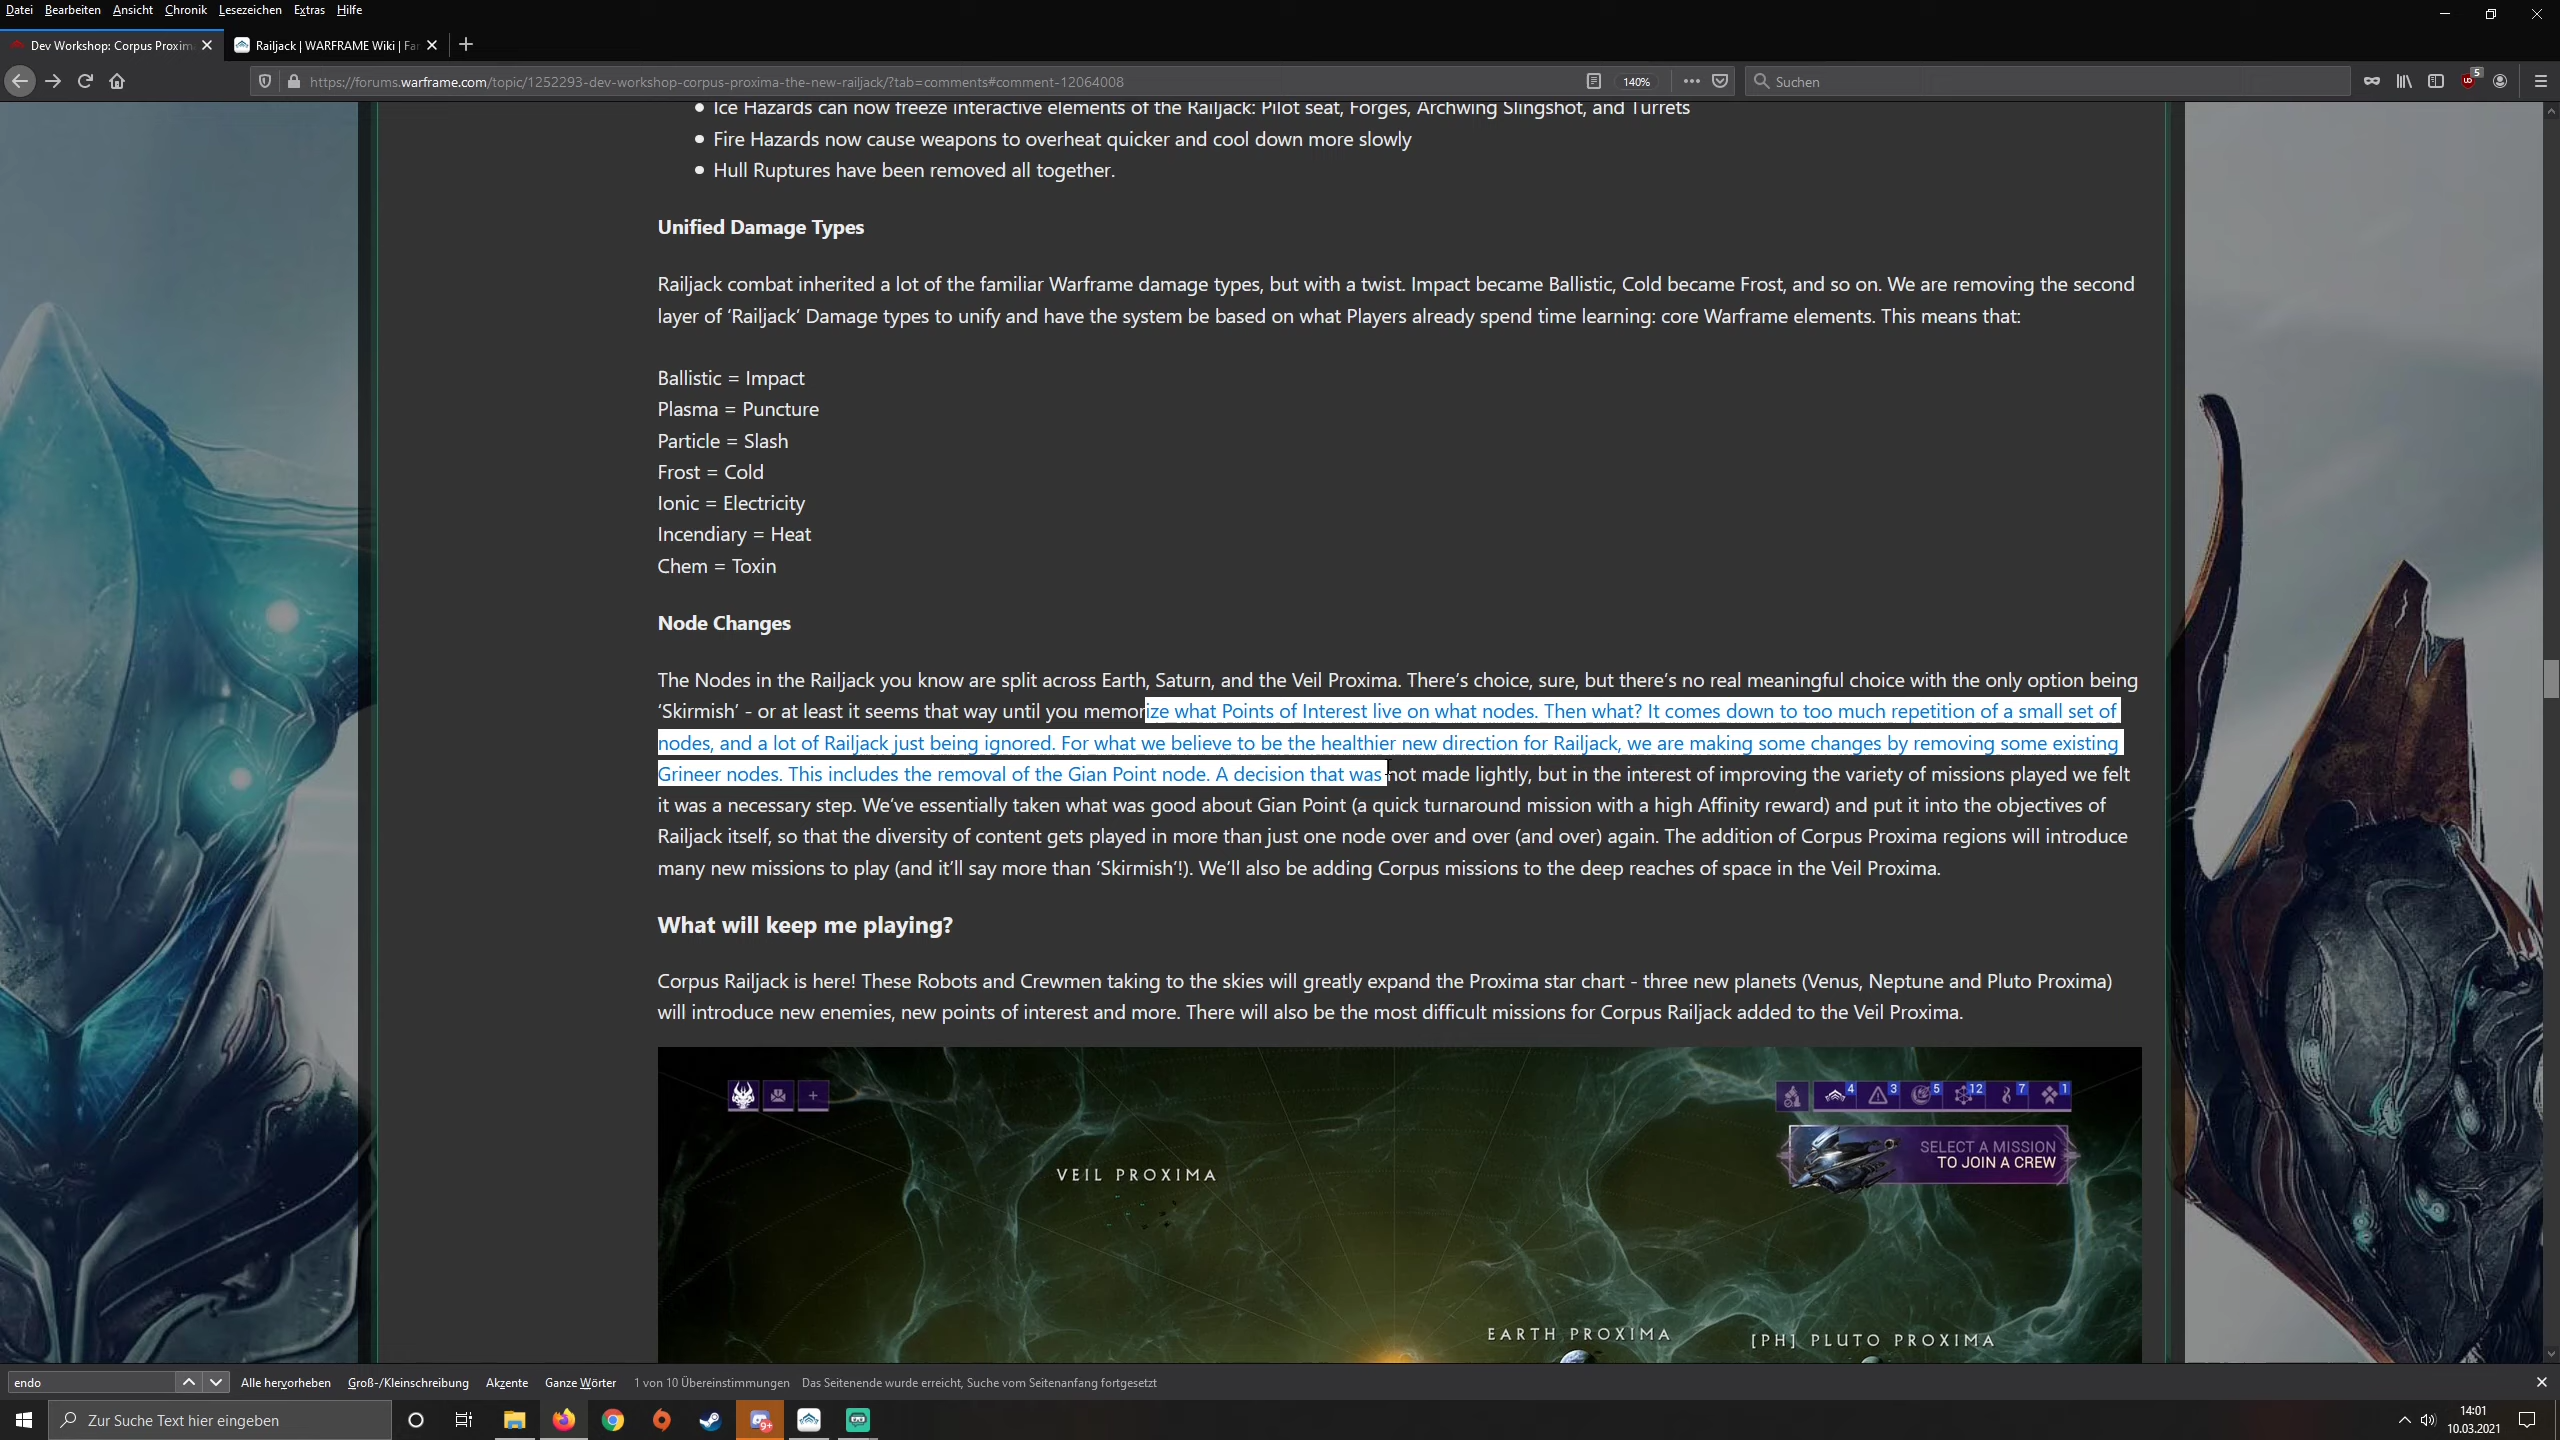 Datei Bearbeiten Ansicht Chronik Lesezeichen Extras Hilfe
Dev Workshop: Corpus Proxim
Railjack | WARFRAME Wiki | Fa
https://forums.warframe.com/topic/1252293-dev-workshop-corpus-proxima-the-new-railjack/?tab=comments#comment-12064008
140%
Suchen
5
Ice Hazards can now freeze interactive elements of the Railjack: Pilot seat, Forges, Archwing Slingshot, and Turrets
Fire Hazards now cause weapons to overheat quicker and cool down more slowly
Hull Ruptures have been removed all together.
Unified Damage Types
Railjack combat inherited a lot of the familiar Warframe damage types, but with a twist. Impact became Ballistic, Cold became Frost, and so on. We are removing the second
layer of ‘Railjack’ Damage types to unify and have the system be based on what Players already spend time learning: core Warframe elements. This means that:
Ballistic = Impact
Plasma = Puncture
Particle = Slash
Frost = Cold
Ionic = Electricity
Incendiary = Heat
Chem = Toxin
Node Changes
The Nodes in the Railjack you know are split across Earth, Saturn, and the Veil Proxima. There’s choice, sure, but there’s no real meaningful choice with the only option being
‘Skirmish’ - or at least it seems that way until you memorize what Points of Interest live on what nodes. Then what? It comes down to too much repetition of a small set of
nodes, and a lot of Railjack just being ignored. For what we believe to be the healthier new direction for Railjack, we are making some changes by removing some existing
Grineer nodes. This includes the removal of the Gian Point node. A decision that was not made lightly, but in the interest of improving the variety of missions played we felt
it was a necessary step. We’ve essentially taken what was good about Gian Point (a quick turnaround mission with a high Affinity reward) and put it into the objectives of
Railjack itself, so that the diversity of content gets played in more than just one node over and over (and over) again. The addition of Corpus Proxima regions will introduce
many new missions to play (and it’ll say more than ‘Skirmish’!). We’ll also be adding Corpus missions to the deep reaches of space in the Veil Proxima.
What will keep me playing?
Corpus Railjack is here! These Robots and Crewmen taking to the skies will greatly expand the Proxima star chart - three new planets (Venus, Neptune and Pluto Proxima)
will introduce new enemies, new points of interest and more. There will also be the most difficult missions for Corpus Railjack added to the Veil Proxima.
4 3 5 12 7 1
SELECT A MISSION
TO JOIN A CREW
VEIL PROXIMA
EARTH PROXIMA
[PH] PLUTO PROXIMA
endo
Alle hervorheben Groß-/Kleinschreibung Akzente Ganze Wörter 1 von 10 Übereinstimmungen Das Seitenende wurde erreicht, Suche vom Seitenanfang fortgesetzt
Zur Suche Text hier eingeben
9+
14:01
10.03.2021